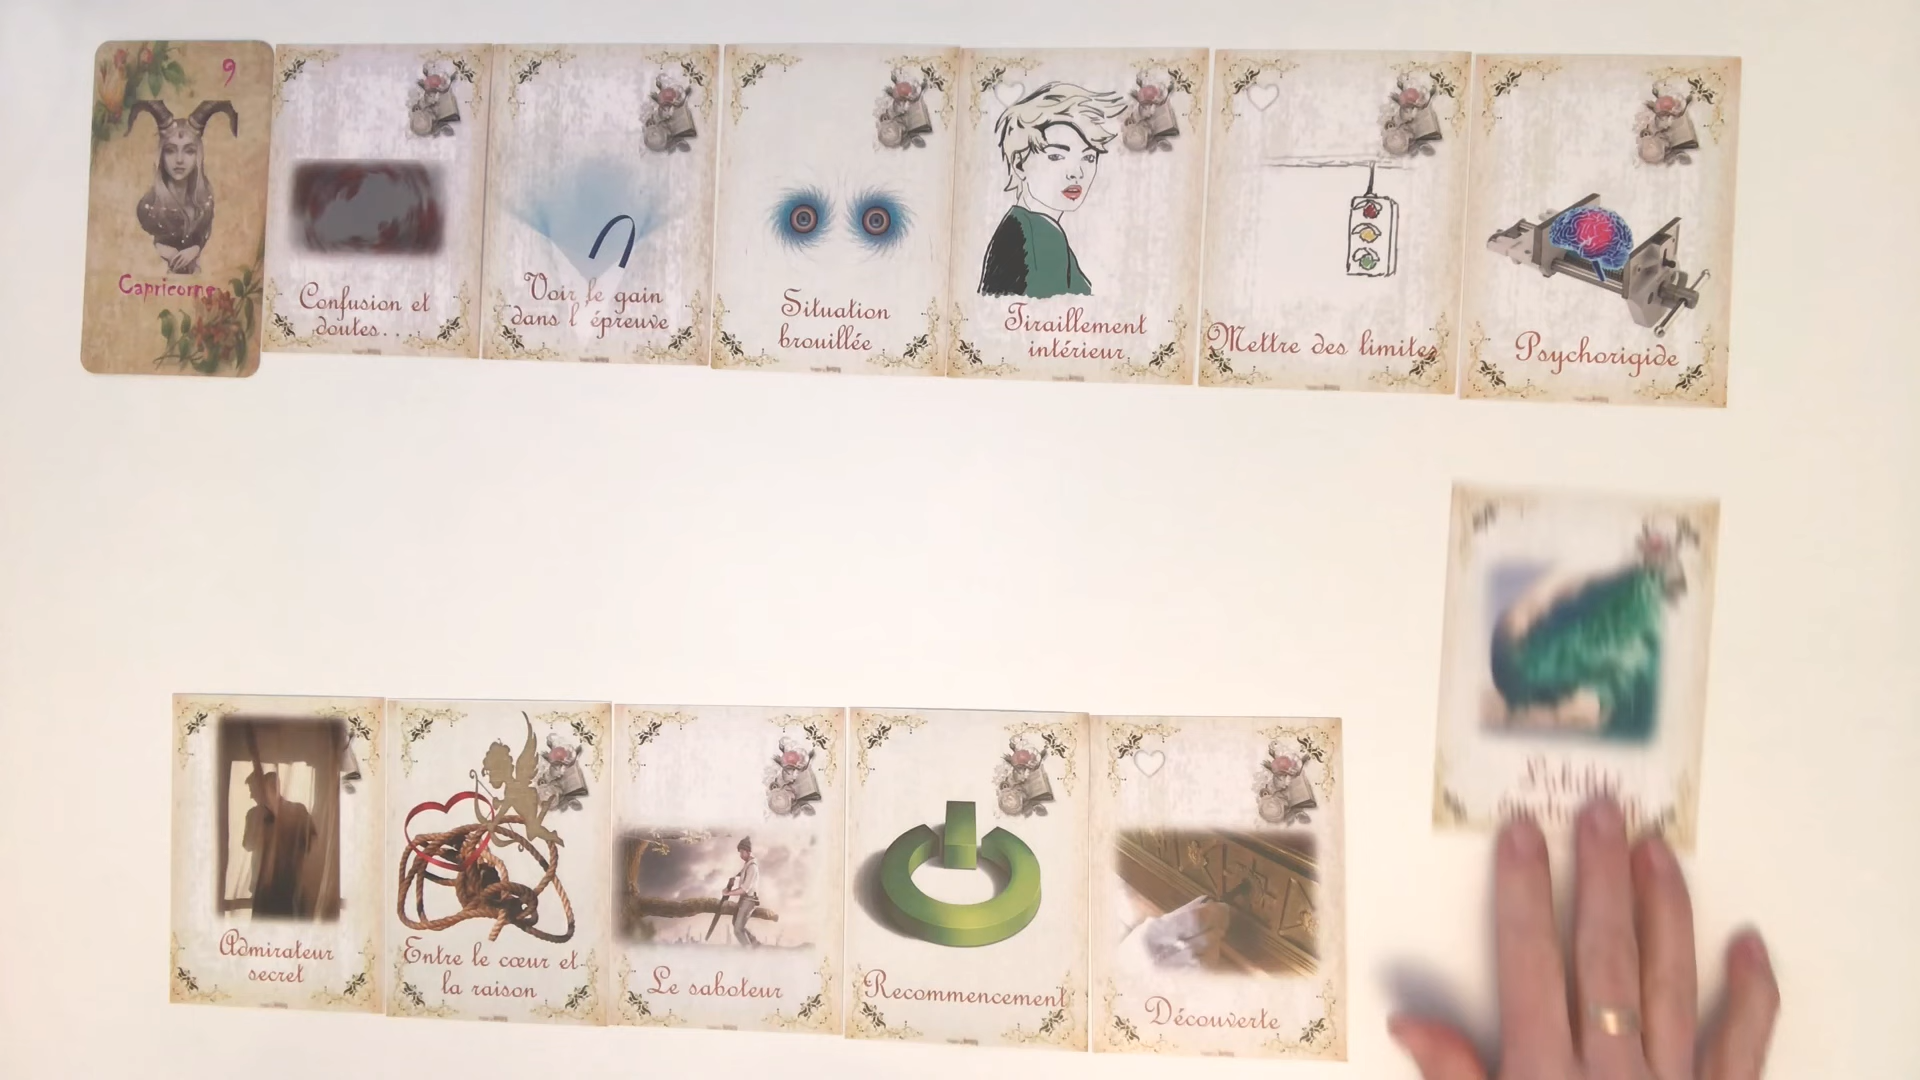 9
Capricorne
Confusion et
doutes...
Voir le gain
dans l'épreuve
Situation
brouillée
Tiraillement
intérieur
Mettre des limites
Psychorigide
Admirateur
secret
Entre le cœur et
la raison
Le saboteur
Recommencement
Découverte